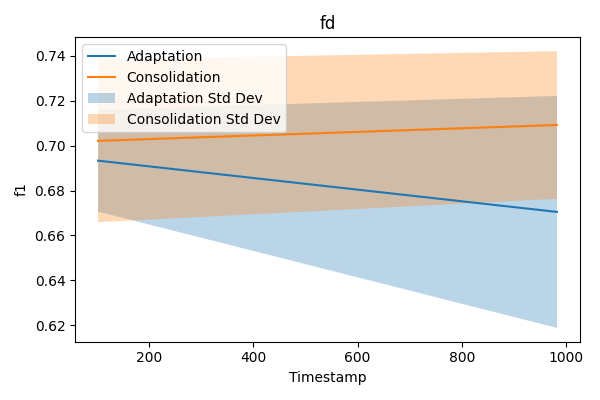 fd
Adaptation
Consolidation
Adaptation Std Dev
Consolidation Std Dev
0.74
0.72
0.70
0.68
0.66
0.64
0.62
f1
200
400
600
800
1000
Timestamp